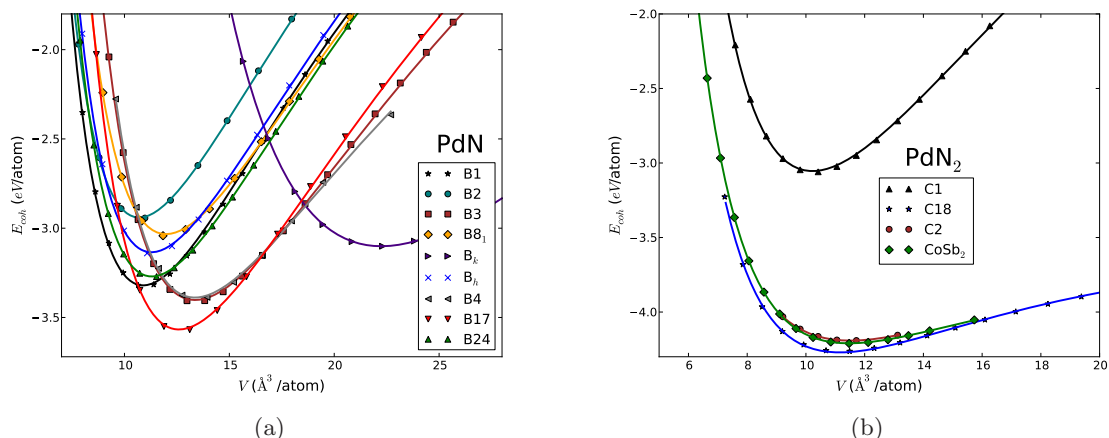 −2.0
−2.5
−3.0
−3.5
E_coh (eV/atom)
10
15
20
25
V (Å³/atom)
PdN
B1
B2
B3
B8₁
Bₖ
Bₕ
B4
B17
B24
(a)
−2.0
−2.5
−3.0
−3.5
−4.0
E_coh (eV/atom)
6
8
10
12
14
16
18
20
V (Å³/atom)
PdN₂
C1
C18
C2
CoSb₂
(b)